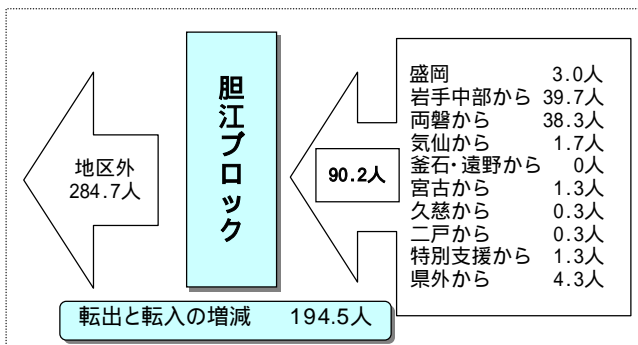 地区外
284.7人
胆江ブロック
90.2人
盛岡 3.0人
岩手中部から 39.7人
両磐から 38.3人
気仙から 1.7人
釜石・遠野から 0人
宮古から 1.3人
久慈から 0.3人
二戸から 0.3人
特別支援から 1.3人
県外から 4.3人
転出と転入の増減 194.5人